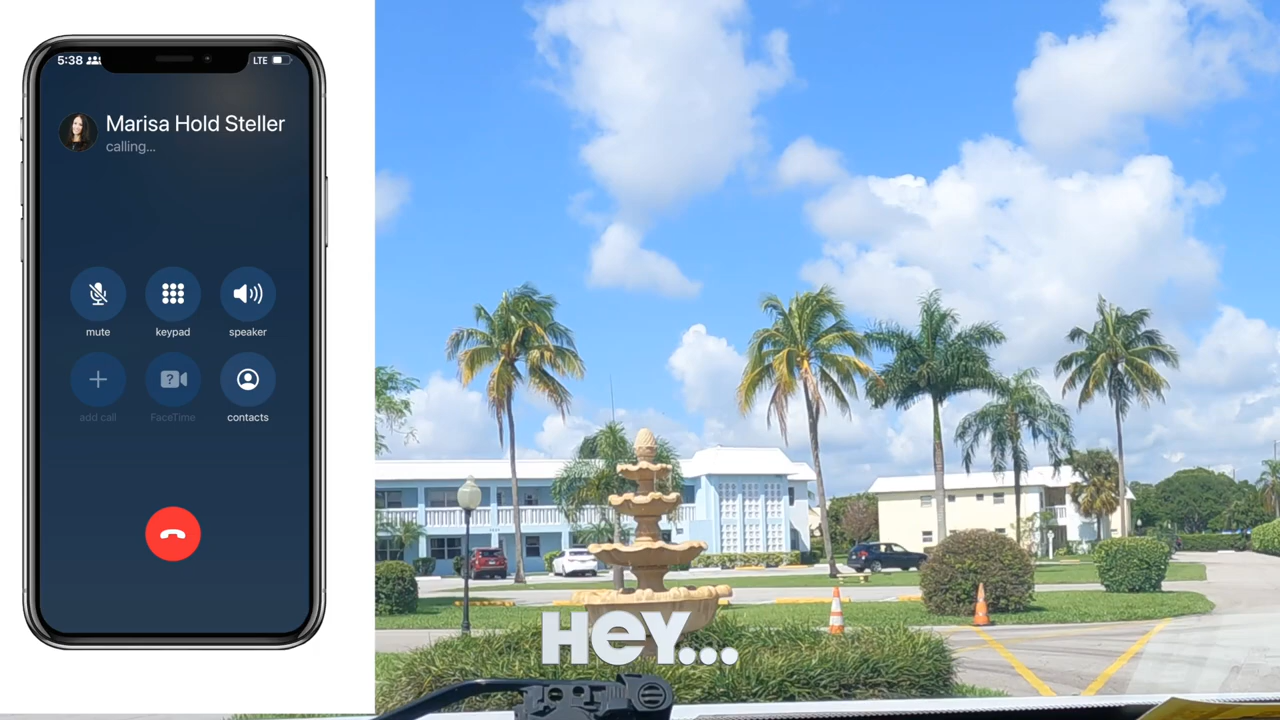 5:38
LTE
Marisa Hold Steller
calling...
mute
keypad
speaker
add call
FaceTime
contacts
HEY...